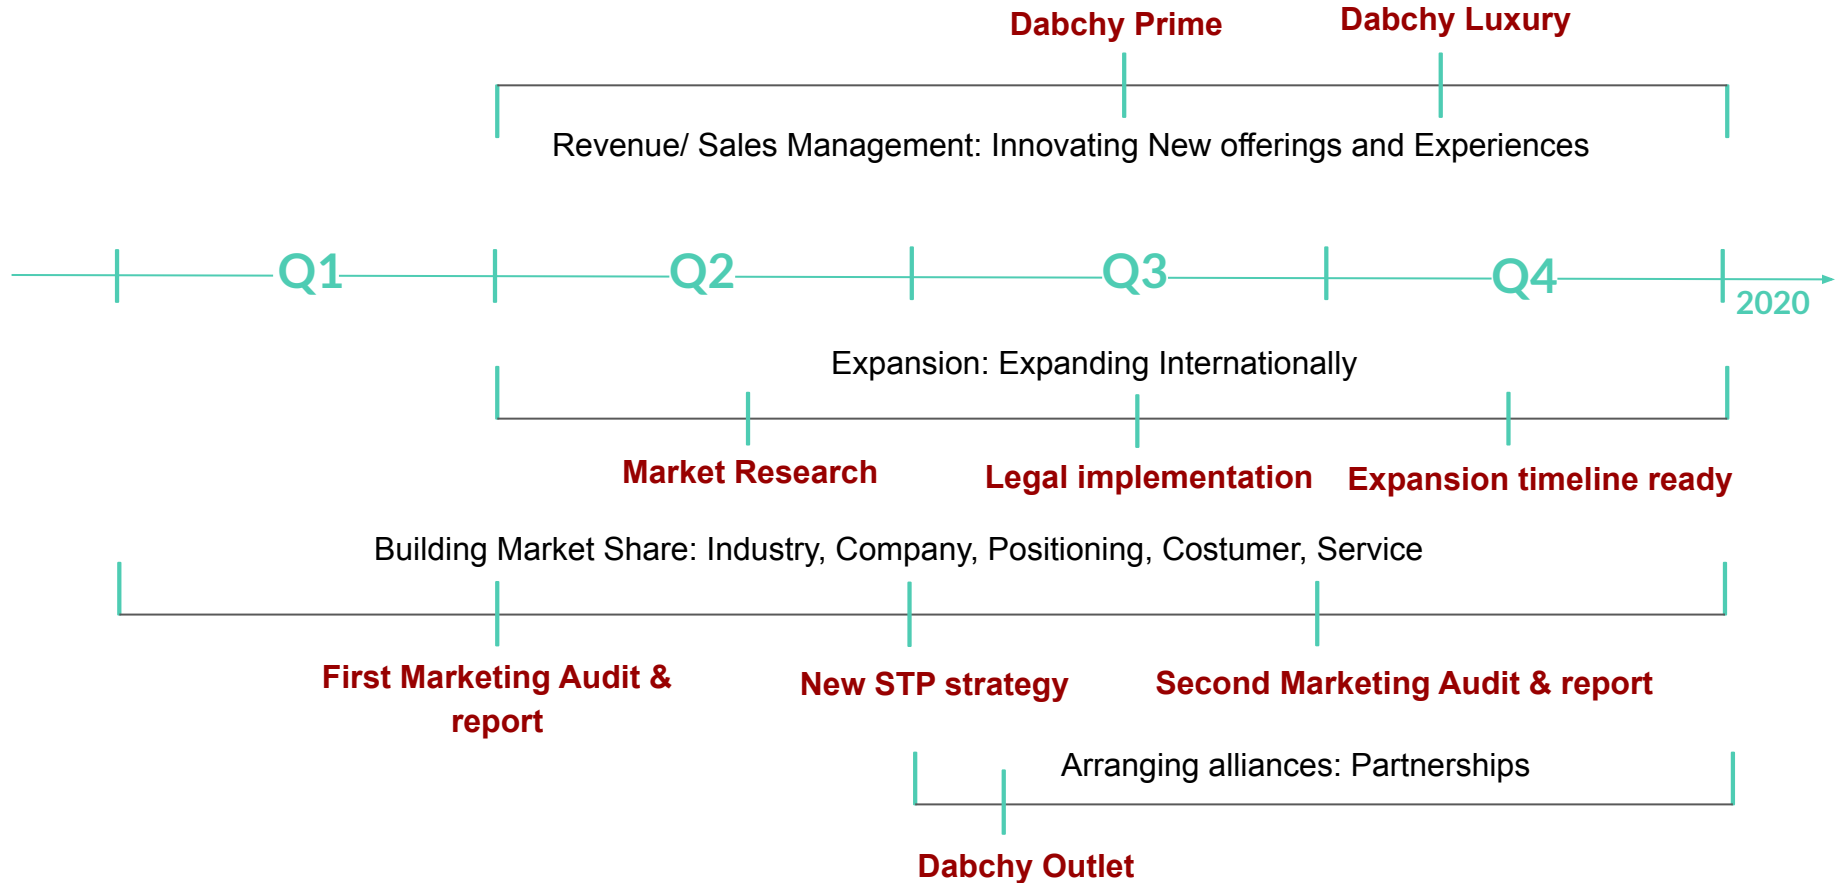 Dabchy Prime
Dabchy Luxury
Revenue/ Sales Management: Innovating New offerings and Experiences
Q1
Q2
Q3
Q4
2020
Expansion: Expanding Internationally
Market Research
Legal implementation
Expansion timeline ready
Building Market Share: Industry, Company, Positioning, Costumer, Service
First Marketing Audit &
report
New STP strategy
Second Marketing Audit & report
Arranging alliances: Partnerships
Dabchy Outlet